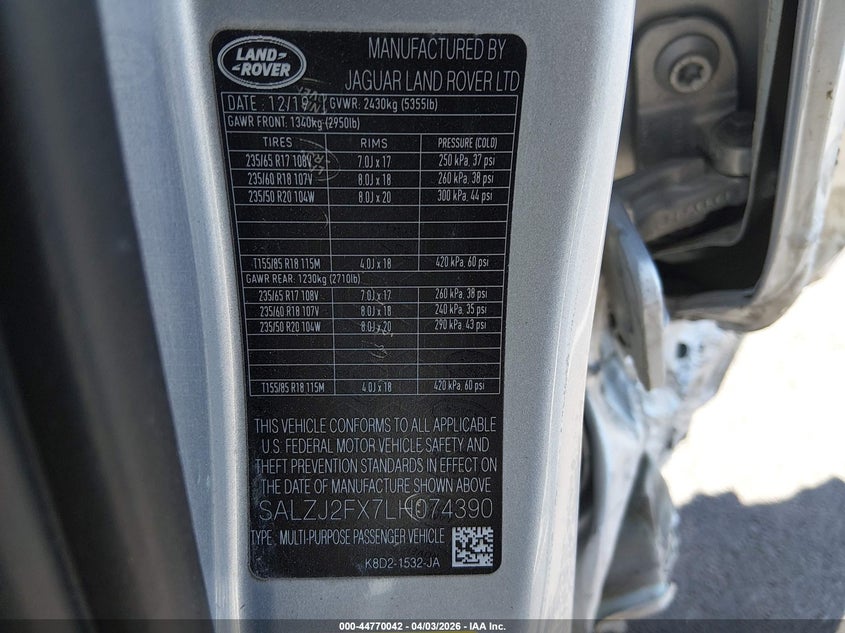 LAND
ROVER
MANUFACTURED BY
JAGUAR LAND ROVER LTD
DATE : 12/19 GVWR: 2430kg (5355lb)
GAWR FRONT: 1340kg (2950lb)
TIRES RIMS PRESSURE (COLD)
235/65 R17 108V 7.0J x 17 250 kPa, 37 psi
235/60 R18 107V 8.0J x 18 260 kPa, 38 psi
235/50 R20 104W 8.0J x 20 300 kPa, 44 psi
T155/85 R18 115M 4.0J x 18 420 kPa, 60 psi
GAWR REAR: 1230kg (2710lb)
235/65 R17 108V 7.0J x 17 260 kPa, 38 psi
235/60 R18 107V 8.0J x 18 240 kPa, 35 psi
235/50 R20 104W 8.0J x 20 290 kPa, 43 psi
T155/85 R18 115M 4.0J x 18 420 kPa, 60 psi
THIS VEHICLE CONFORMS TO ALL APPLICABLE
U.S. FEDERAL MOTOR VEHICLE SAFETY AND
THEFT PREVENTION STANDARDS IN EFFECT ON
THE DATE OF MANUFACTURE SHOWN ABOVE
SALZJ2FX7LH074390
TYPE : MULTI-PURPOSE PASSENGER VEHICLE
K8D2-1532-JA
000-44770042 - 04/03/2026 - IAA Inc.